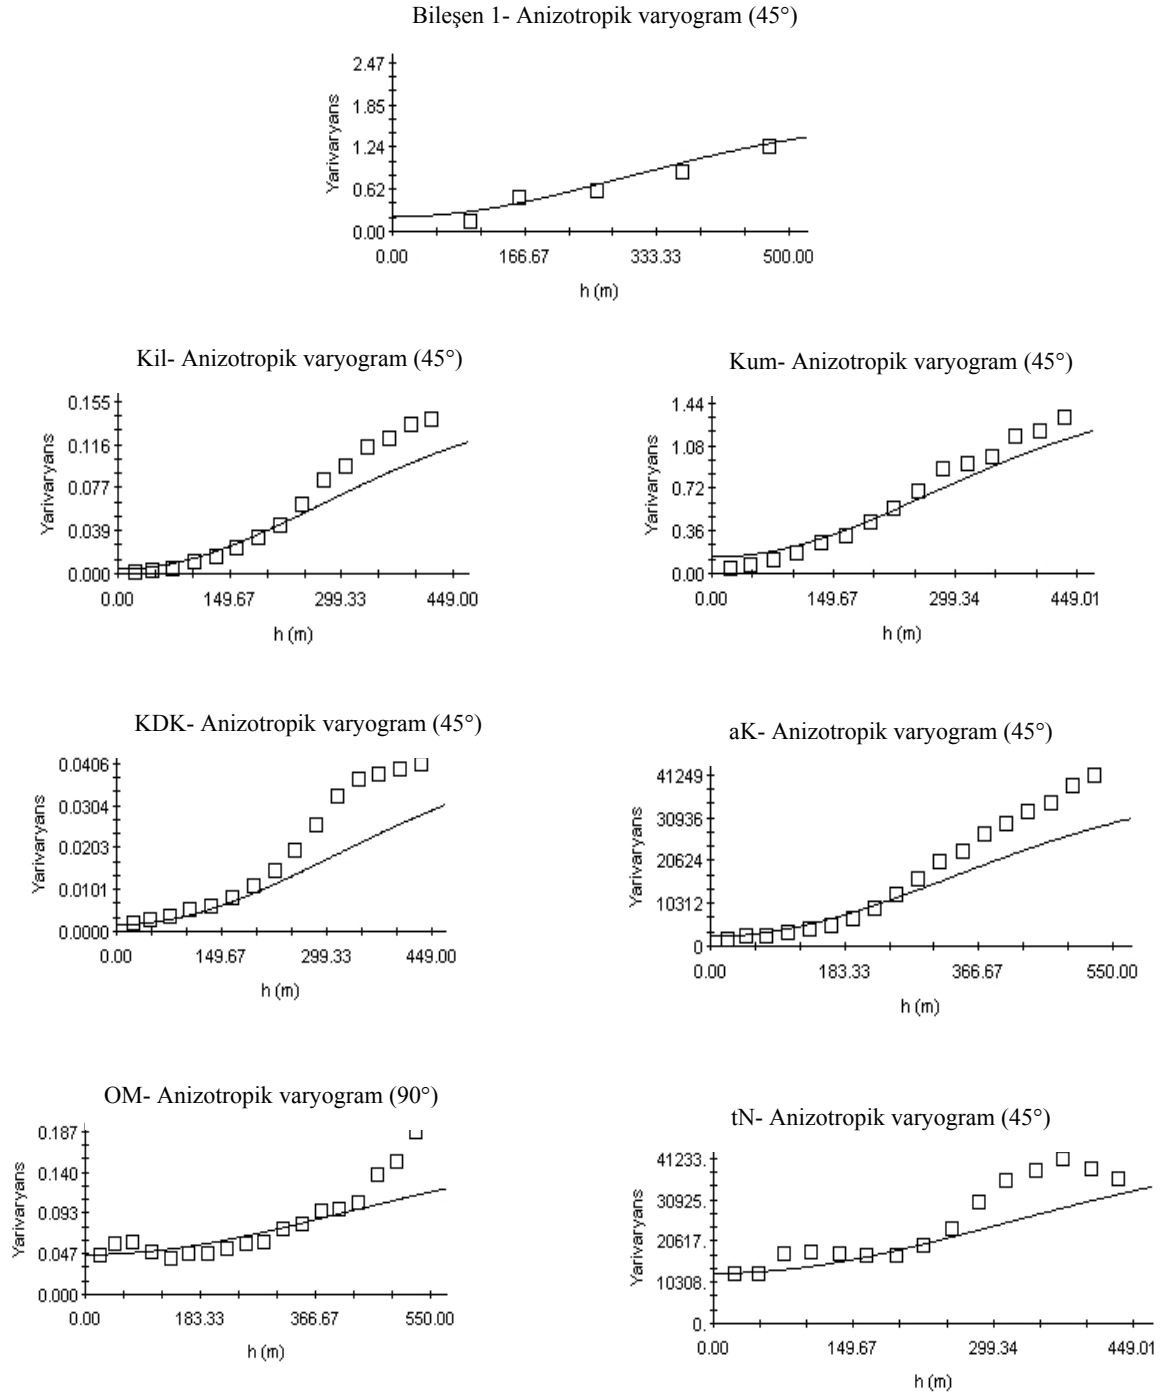 Bileşen 1- Anizotropik varyogram (45°)
2.47
1.85
1.24
0.62
0.00
Yarivaryans
0.00 166.67 333.33 500.00
h (m)
Kil- Anizotropik varyogram (45°)
0.155
0.116
0.077
0.039
0.000
Yarivaryans
0.00 149.67 299.33 449.00
h (m)
Kum- Anizotropik varyogram (45°)
1.44
1.08
0.72
0.36
0.00
Yarivaryans
0.00 149.67 299.34 449.01
h (m)
KDK- Anizotropik varyogram (45°)
0.0406
0.0304
0.0203
0.0101
0.0000
Yarivaryans
0.00 149.67 299.33 449.00
h (m)
aK- Anizotropik varyogram (45°)
41249
30936
20624
10312
0
Yarivaryans
0.00 183.33 366.67 550.00
h (m)
OM- Anizotropik varyogram (90°)
0.187
0.140
0.093
0.047
0.000
Yarivaryans
0.00 183.33 366.67 550.00
h (m)
tN- Anizotropik varyogram (45°)
41233.
30925.
20617.
10308.
0.
Yarivaryans
0.00 149.67 299.34 449.01
h (m)